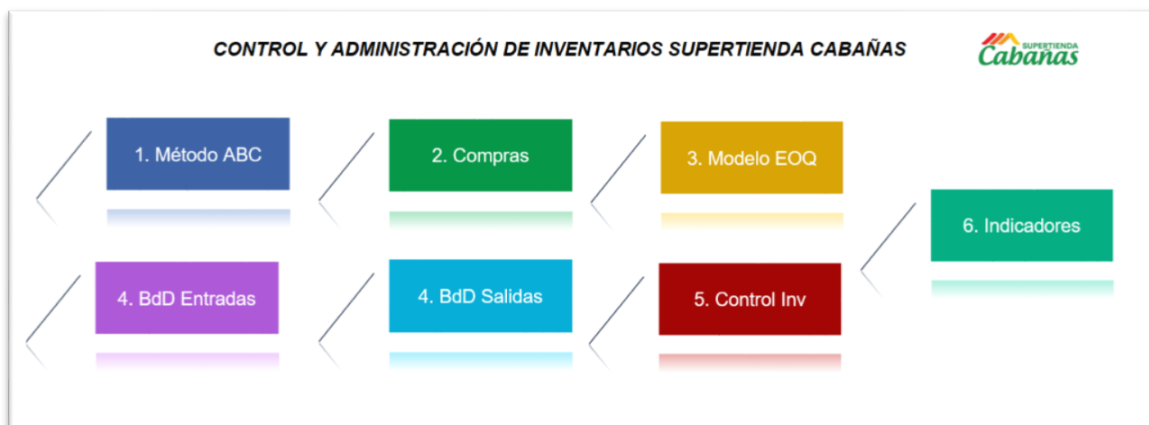 CONTROL Y ADMINISTRACIÓN DE INVENTARIOS SUPERTIENDA CABAÑAS
SUPERTIENDA
Cabañas
1. Método ABC
2. Compras
3. Modelo EOQ
6. Indicadores
4. BdD Entradas
4. BdD Salidas
5. Control Inv